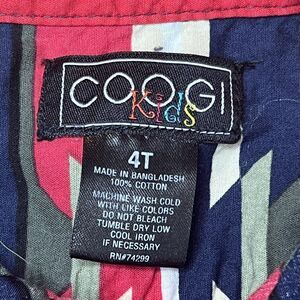 COOGI
Kids
4T
MADE IN BANGLADESH
100% COTTON
MACHINE WASH COLD
WITH LIKE COLORS
DO NOT BLEACH
TUMBLE DRY LOW
COOL IRON
IF NECESSARY
RN#74299